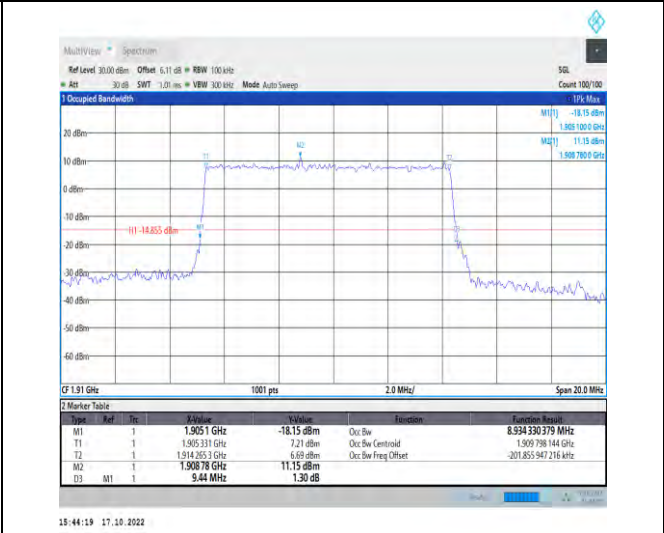 MultiView Spectrum
Ref Level 30.00 dBm Offset 6.11 dB RBW 100 kHz SGL
Att 30 dB SWT 1.01 ms VBW 300 kHz Mode Auto Sweep Count 100/100
1 Occupied Bandwidth 1Pk Max
M1[1] -18.15 dBm
1.905 100 0 GHz
20 dBm
M2[1] 11.15 dBm
M2
1.908 780 0 GHz
10 dBm
T1
0 dBm
-10 dBm
H1 -14.855 dBm
M1
-30 dBm
-40 dBm
-50 dBm
-60 dBm
CF 1.91 GHz 1001 pts 2.0 MHz/ Span 20.0 MHz
2 Marker Table
Type Ref Trc X-Value Y-Value Function Function Result
M1 1 1.9051 GHz -18.15 dBm Occ Bw 8.934 330 379 MHz
T1 1 1.905 331 GHz 7.21 dBm Occ Bw Centroid 1.909 798 144 GHz
T2 1 1.914 265 3 GHz 6.69 dBm Occ Bw Freq Offset -201.855 947 216 kHz
M2 1 1.908 78 GHz 11.15 dBm
D3 M1 1 9.44 MHz 1.30 dB
15:44:19 17.10.2022